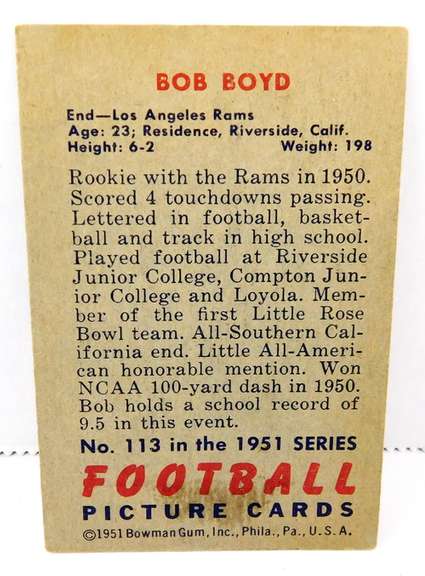 BOB BOYD
End—Los Angeles Rams
Age: 23; Residence, Riverside, Calif.
Height: 6-2 Weight: 198
Rookie with the Rams in 1950.
Scored 4 touchdowns passing.
Lettered in football, basket-
ball and track in high school.
Played football at Riverside
Junior College, Compton Jun-
ior College and Loyola. Mem-
ber of the first Little Rose
Bowl team. All-Southern Cal-
ifornia end. Little All-Ameri-
can honorable mention. Won
NCAA 100-yard dash in 1950.
Bob holds a school record of
9.5 in this event.
No. 113 in the 1951 SERIES
FOOTBALL
PICTURE CARDS
©1951 Bowman Gum, Inc., Phila., Pa., U.S.A.